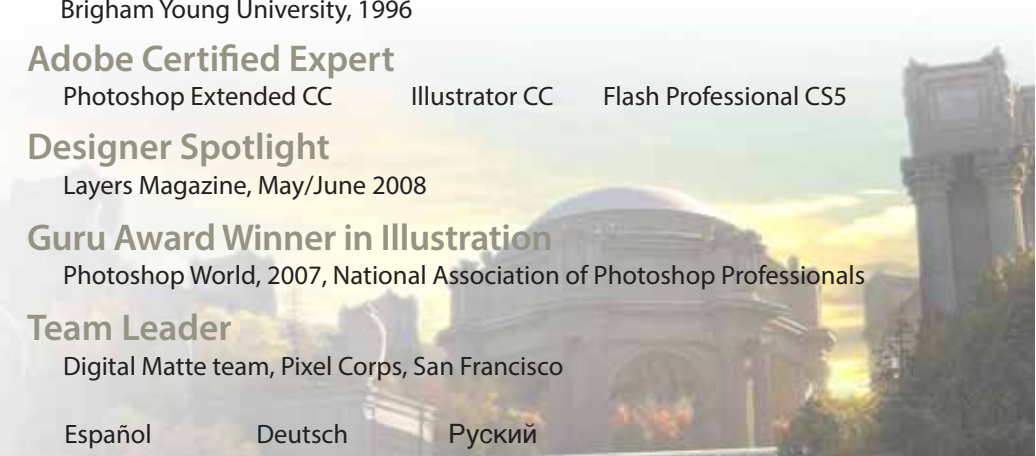 Brigham Young University, 1996
Adobe Certified Expert
Photoshop Extended CC Illustrator CC Flash Professional CS5
Designer Spotlight
Layers Magazine, May/June 2008
Guru Award Winner in Illustration
Photoshop World, 2007, National Association of Photoshop Professionals
Team Leader
Digital Matte team, Pixel Corps, San Francisco
Español Deutsch Руский